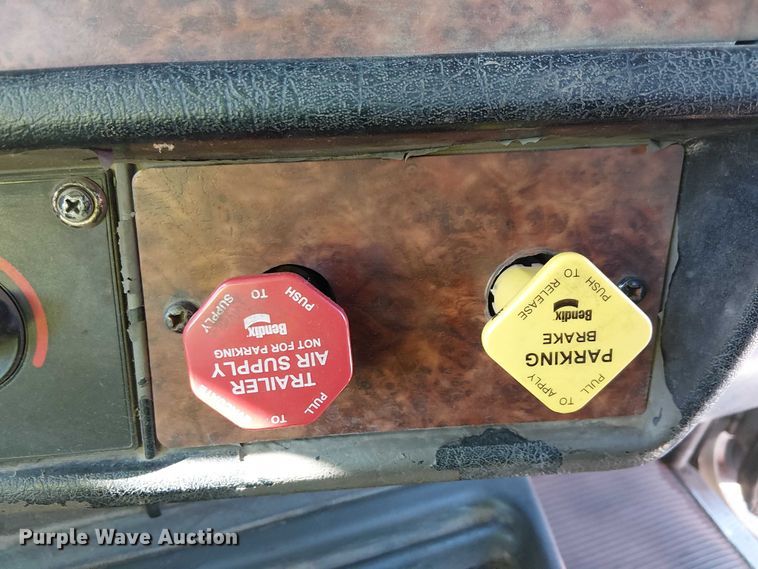 PUSH
TO
SUPPLY
Bendix
TRAILER
AIR SUPPLY
NOT FOR PARKING
PULL
TO
PUSH TO RELEASE
Bendix
PARKING
BRAKE
PULL TO APPLY
Purple Wave Auction